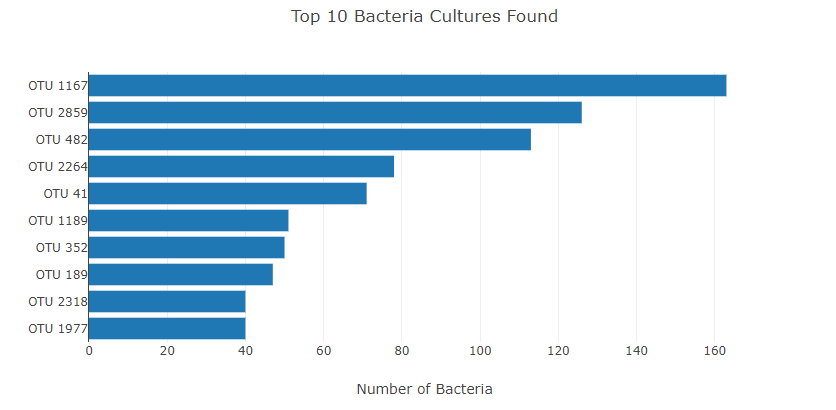 Top 10 Bacteria Cultures Found
OTU 1167
OTU 2859
OTU 482
OTU 2264
OTU 41
OTU 1189
OTU 352
OTU 189
OTU 2318
OTU 1977
0 20 40 60 80 100 120 140 160
Number of Bacteria